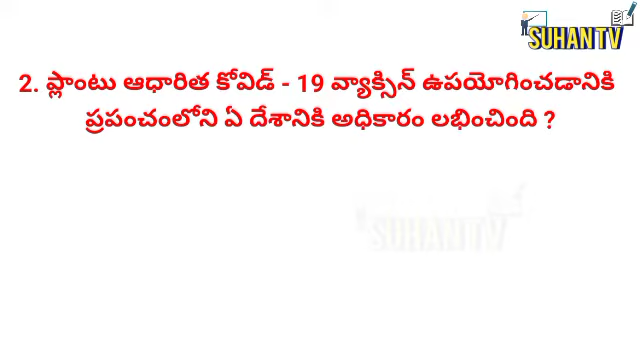 SUHAN TV
2. ప్లాంటు ఆధారిత కోవిడ్ - 19 వ్యాక్సిన్ ఉపయోగించడానికి
ప్రపంచంలోని ఏ దేశానికి అధికారం లభించింది ?
SUHAN TV